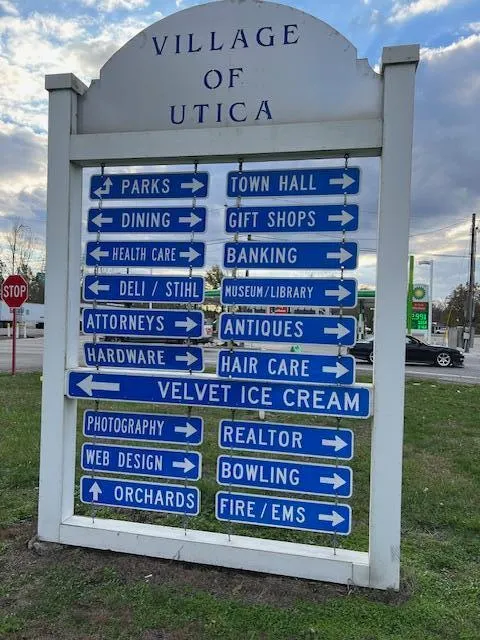 VILLAGE
OF
UTICA
PARKS
TOWN HALL
DINING
GIFT SHOPS
HEALTH CARE
BANKING
DELI / STIHL
MUSEUM/LIBRARY
ATTORNEYS
ANTIQUES
HARDWARE
HAIR CARE
VELVET ICE CREAM
PHOTOGRAPHY
REALTOR
WEB DESIGN
BOWLING
ORCHARDS
FIRE/EMS
STOP
bp